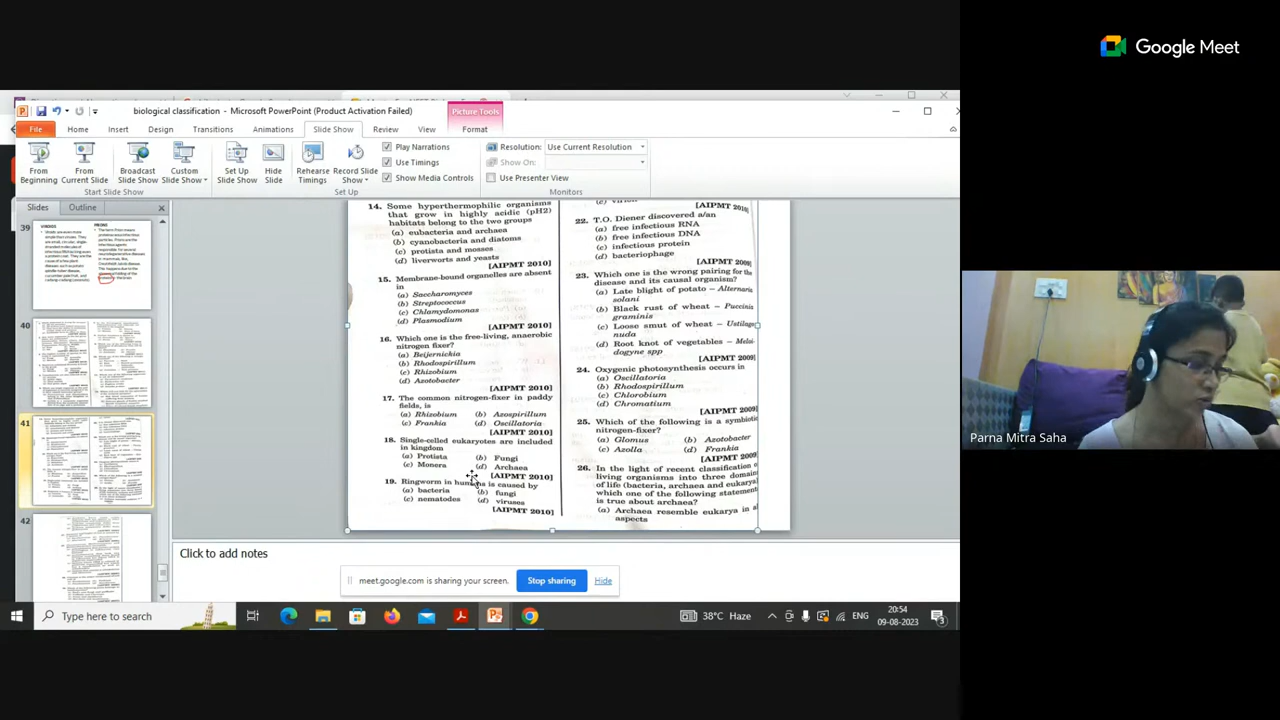 Google Meet
biological classification - Microsoft PowerPoint (Product Activation Failed)
Picture Tools
File
Home
Insert
Design
Transitions
Animations
Slide Show
Review
View
Format
From Beginning
From Current Slide
Broadcast Slide Show
Custom Slide Show
Start Slide Show
Set Up Slide Show
Hide Slide
Rehearse Timings
Record Slide Show
Play Narrations
Use Timings
Show Media Controls
Set Up
Resolution: Use Current Resolution
Show On:
Use Presenter View
Monitors
Slides
Outline
39
40
41
42
14. Some hyperthermophilic organisms
that grow in highly acidic (pH2)
habitats belong to the two groups
(a) eubacteria and archaea
(b) cyanobacteria and diatoms
(c) protista and mosses
(d) liverworts and yeasts
[AIPMT 2010]
15. Membrane-bound organelles are absent
in
(a) Saccharomyces
(b) Streptococcus
(c) Chlamydomonas
(d) Plasmodium
[AIPMT 2010]
16. Which one is the free-living, anaerobic
nitrogen fixer?
(a) Beijernickia
(b) Rhodospirillum
(c) Rhizobium
(d) Azotobacter
[AIPMT 2010]
17. The common nitrogen-fixer in paddy
fields, is
(a) Rhizobium (b) Azospirillum
(c) Frankia (d) Oscillatoria
[AIPMT 2010]
18. Single-celled eukaryotes are included
in kingdom
(a) Protista (b) Fungi
(c) Monera (d) Archaea
[AIPMT 2010]
19. Ringworm in humans is caused by
(a) bacteria (b) fungi
(c) nematodes (d) viruses
[AIPMT 2010]
[AIPMT 2010]
22. T.O. Diener discovered a/an
(a) free infectious RNA
(b) free infectious DNA
(c) infectious protein
(d) bacteriophage
[AIPMT 2009]
23. Which one is the wrong pairing for the
disease and its causal organism?
(a) Late blight of potato – Alternaria
solani
(b) Black rust of wheat – Puccinia
graminis
(c) Loose smut of wheat – Ustilago
nuda
(d) Root knot of vegetables – Meloi
dogyne spp
[AIPMT 2009]
24. Oxygenic photosynthesis occurs in
(a) Oscillatoria
(b) Rhodospirillum
(c) Chlorobium
(d) Chromatium
[AIPMT 2009]
25. Which of the following is a symbiotic
nitrogen-fixer?
(a) Glomus (b) Azotobacter
(c) Azolla (d) Frankia
[AIPMT 2009
26. In the light of recent classification o
living organisms into three domain
of life (bacteria, archaea and eukarya)
which one of the following statement
is true about archaea?
(a) Archaea resemble eukarya in al
aspects
Click to add notes
meet.google.com is sharing your screen.
Stop sharing
Hide
Type here to search
38°C Haze
ENG
20:54
09-08-2023
3
Parna Mitra Saha